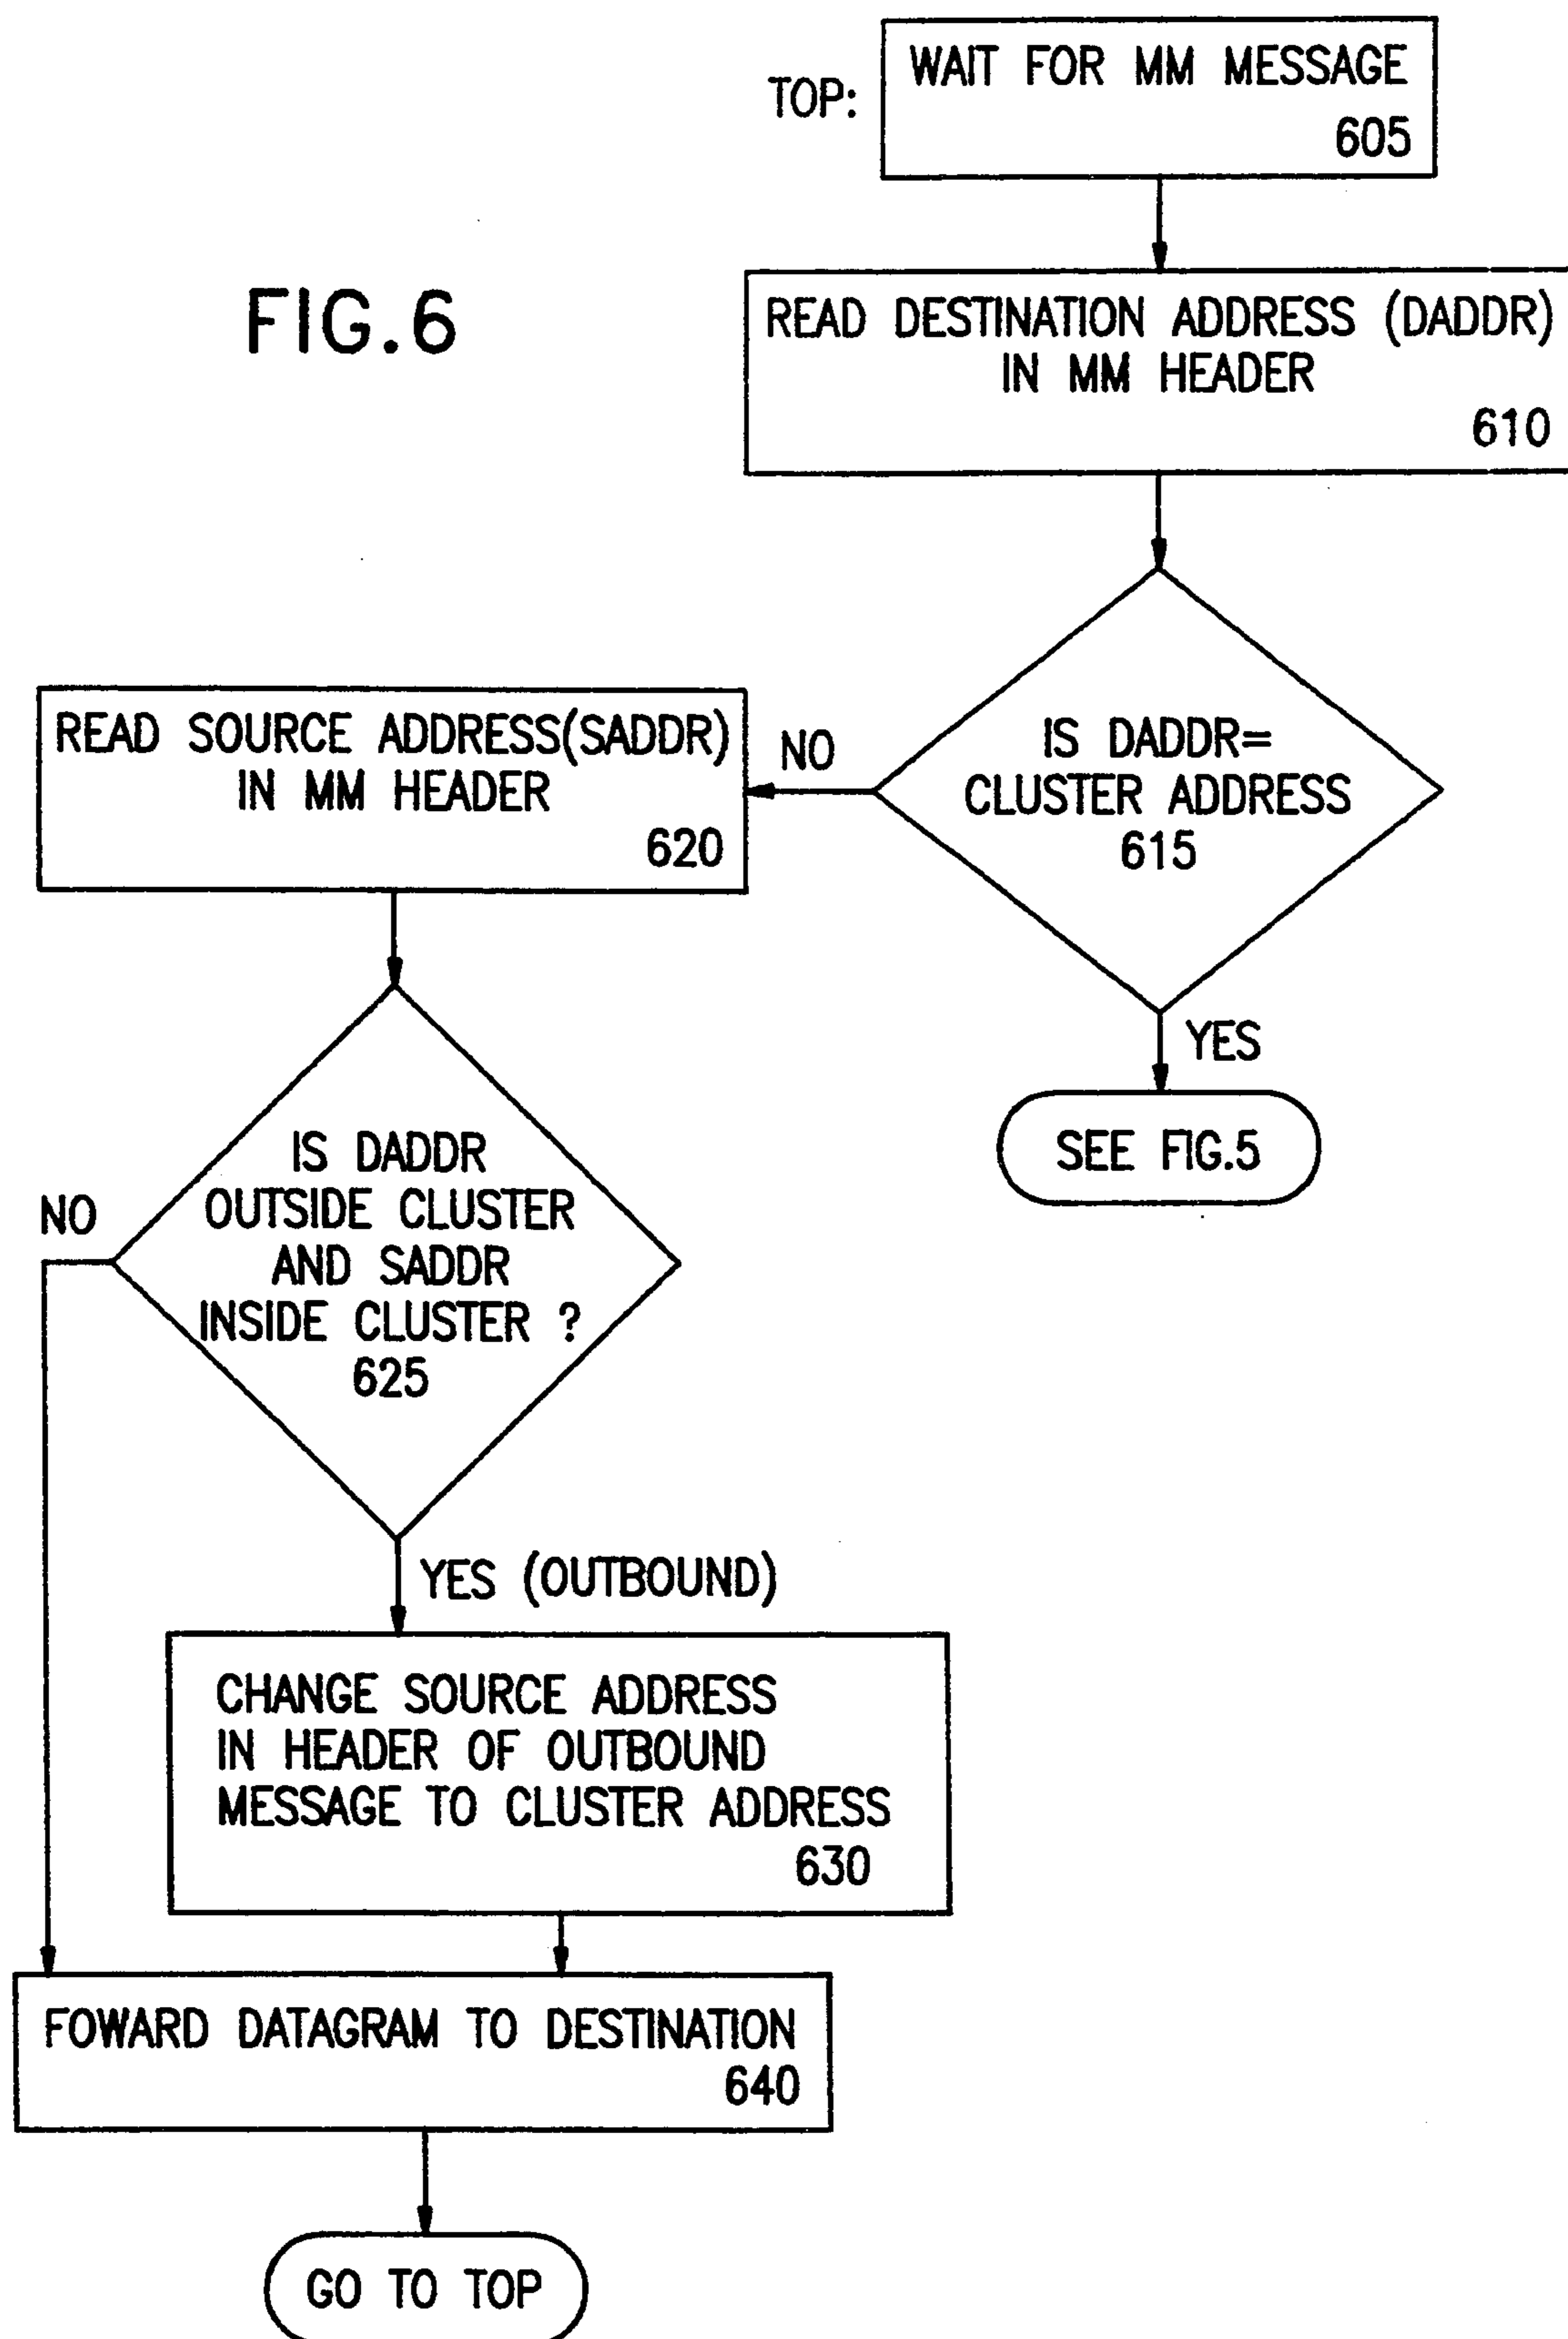 WAIT FOR MM MESSAGE
TOP:
605
FIG.6
READ DESTINATION ADDRESS (DADDR)
IN MM HEADER
610
IS DADDR=
CLUSTER ADDRESS
615
NO
YES
SEE FIG.5
READ SOURCE ADDRESS(SADDR)
IN MM HEADER
620
IS DADDR
OUTSIDE CLUSTER
AND SADDR
INSIDE CLUSTER ?
625
NO
YES (OUTBOUND)
CHANGE SOURCE ADDRESS
IN HEADER OF OUTBOUND
MESSAGE TO CLUSTER ADDRESS
630
FOWARD DATAGRAM TO DESTINATION
640
GO TO TOP